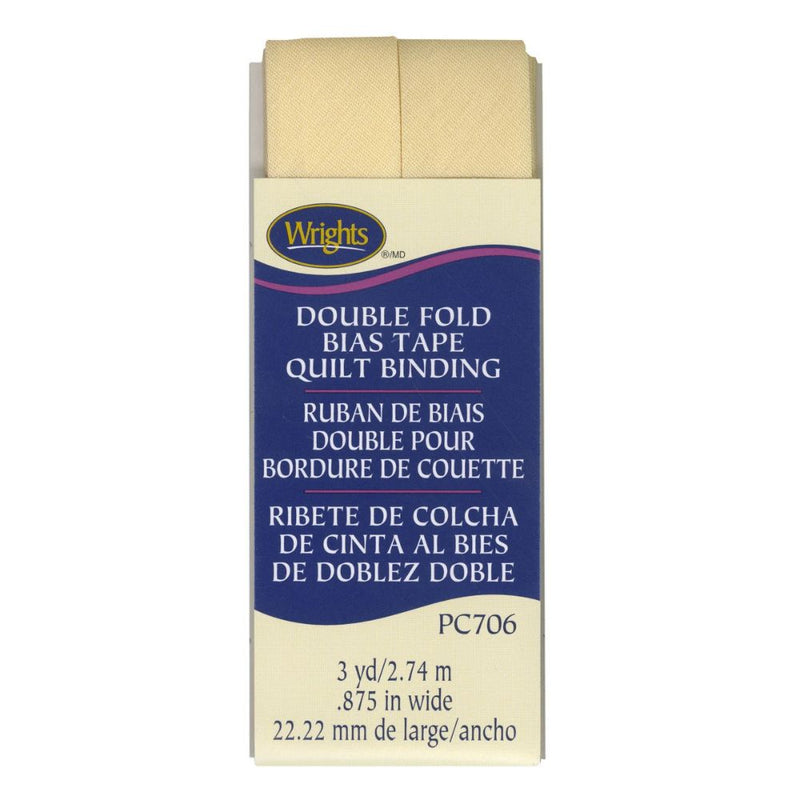 Wrights
®/MD
DOUBLE FOLD
BIAS TAPE
QUILT BINDING
RUBAN DE BIAIS
DOUBLE POUR
BORDURE DE COUETTE
RIBETE DE COLCHA
DE CINTA AL BIES
DE DOBLEZ DOBLE
PC706
3 yd/2.74 m
.875 in wide
22.22 mm de large/ancho